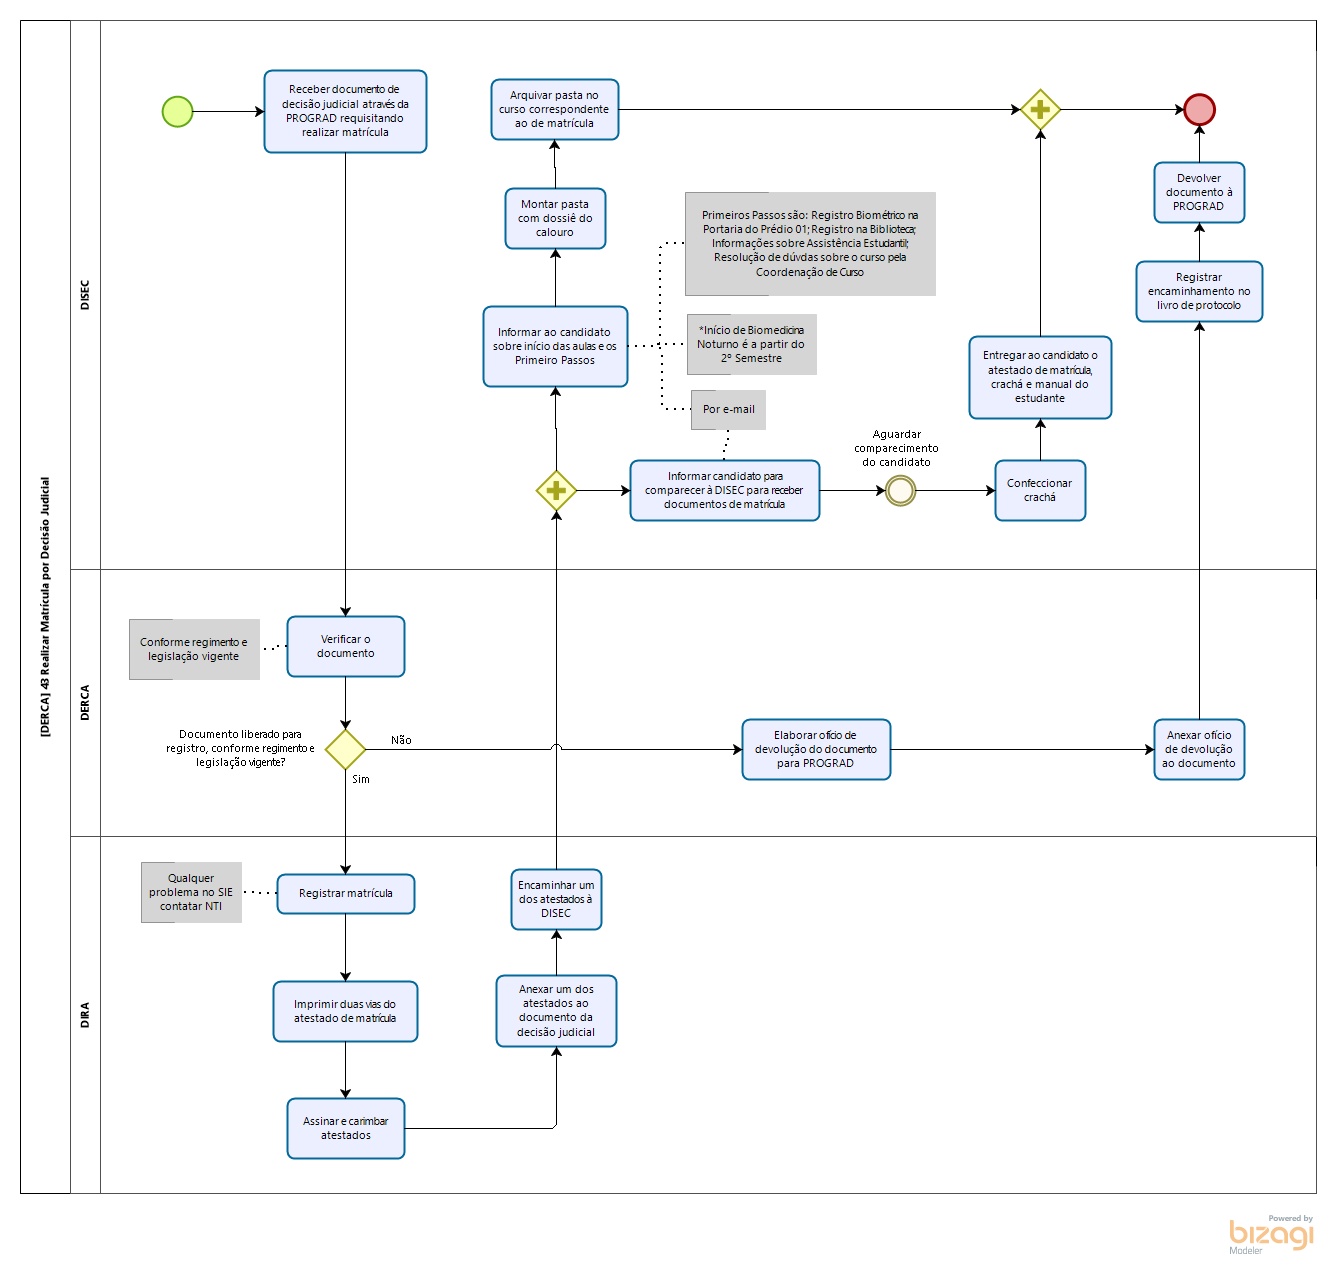 [DERCA] 43 Realizar Matrícula por Decisão Judicial
DISEC
Receber documento de
decisão judicial através da
PROGRAD requisitando
realizar matrícula
Arquivar pasta no
curso correspondente
ao de matrícula
Montar pasta
com dossiê do
calouro
Informar ao candidato
sobre início das aulas e os
Primeiro Passos
Primeiros Passos são: Registro Biométrico na
Portaria do Prédio 01; Registro na Biblioteca;
Informações sobre Assistência Estudantil;
Resolução de dúvdas sobre o curso pela
Coordenação de Curso
*Início de Biomedicina
Noturno é a partir do
2º Semestre
Por e-mail
Informar candidato para
comparecer à DISEC para receber
documentos de matrícula
Aguardar
comparecimento
do candidato
Confeccionar
crachá
Entregar ao candidato o
atestado de matrícula,
crachá e manual do
estudante
Devolver
documento à
PROGRAD
Registrar
encaminhamento no
livro de protocolo
DERCA
Conforme regimento e
legislação vigente
Verificar o
documento
Documento liberado para
registro, conforme regimento e
legislação vigente?
Não
Sim
Elaborar ofício de
devolução do documento
para PROGRAD
Anexar ofício
de devolução
ao documento
DIRA
Qualquer
problema no SIE
contatar NTI
Registrar matrícula
Imprimir duas vias do
atestado de matrícula
Assinar e carimbar
atestados
Encaminhar um
dos atestados à
DISEC
Anexar um dos
atestados ao
documento da
decisão judicial
Powered by
bizagi
Modeler